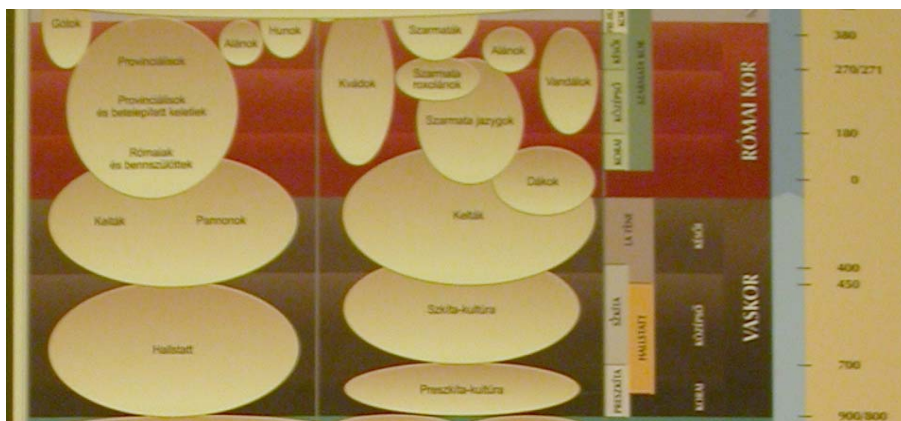 Gótok
Alánok
Hunok
Provinciálisok
Provinciálisok
és betelepített keletiek
Rómaiak
és bennszülöttek
Kelták
Pannonok
Hallstatt
Szarmaták
Alánok
Kvádok
Szarmata
roxolánok
Vandálok
Szarmata jazygok
Dákok
Kelták
Szkíta-kultúra
Preszkíta-kultúra
KÉSŐI
KÖZÉPSŐ
KORAI
SZARMATA KOR
LA TÈNE
SZKÍTA
HALLSTATT
PRESZKÍTA
KÉSŐI
KÖZÉPSŐ
KORAI
RÓMAI KOR
VASKOR
380
270/271
180
0
400
450
700
900/800